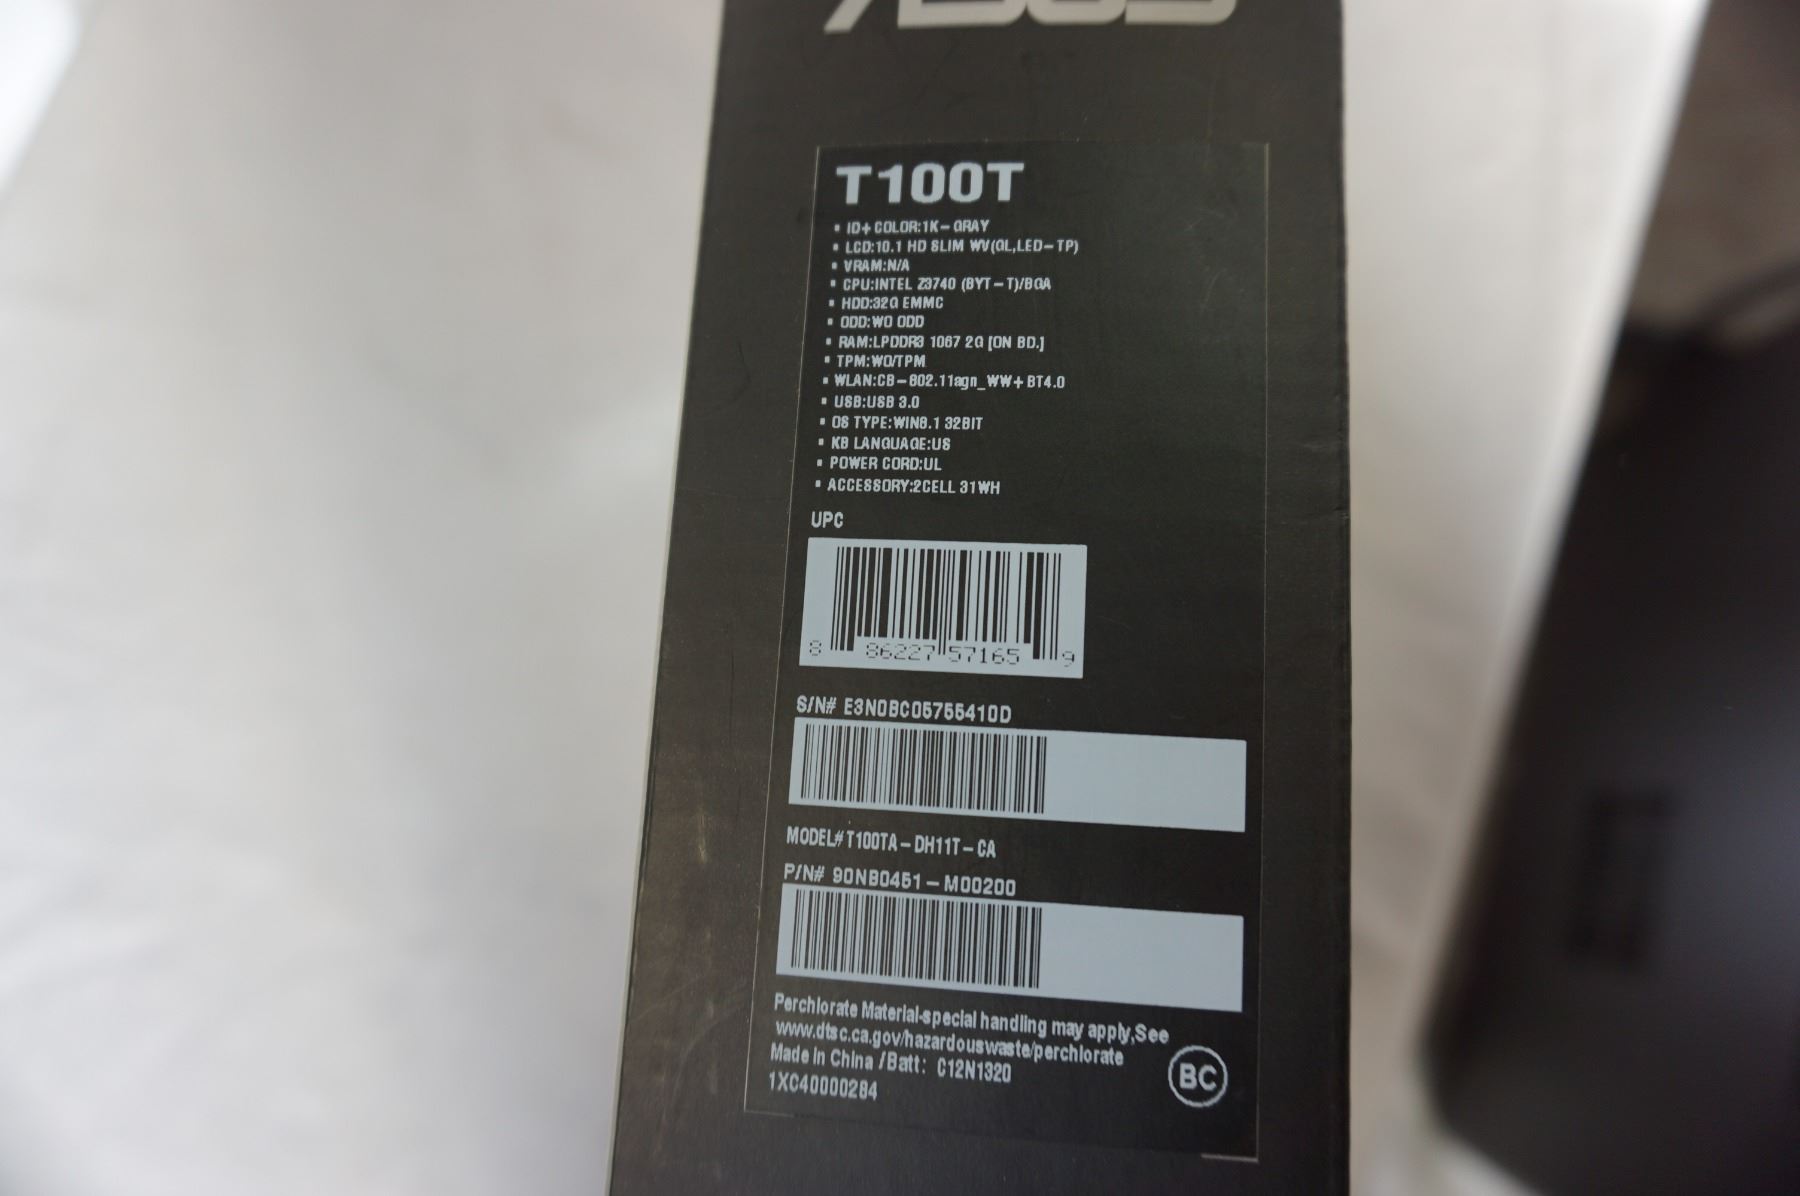 ASUS
T100T
▪ ID+ COLOR:1K-GRAY
▪ LCD:10.1 HD SLIM WV(GL,LED-TP)
▪ VRAM:N/A
▪ CPU:INTEL Z3740 (BYT-T)/BGA
▪ HDD:32G EMMC
▪ ODD:WO ODD
▪ RAM:LPDDR3 1067 2G [ON BD.]
▪ TPM:WO/TPM
▪ WLAN:CB-802.11agn_WW+BT4.0
▪ USB:USB 3.0
▪ OS TYPE:WIN8.1 32BIT
▪ KB LANGUAGE:US
▪ POWER CORD:UL
▪ ACCESSORY:2CELL 31WH
UPC
8 86227 57165 9
S/N# E3N0BC05755410D
MODEL# T100TA-DH11T-CA
P/N# 90NB0451-M00200
Perchlorate Material-special handling may apply,See
www.dtsc.ca.gov/hazardouswaste/perchlorate
Made in China /Batt: C12N1320
1XC40000284
BC